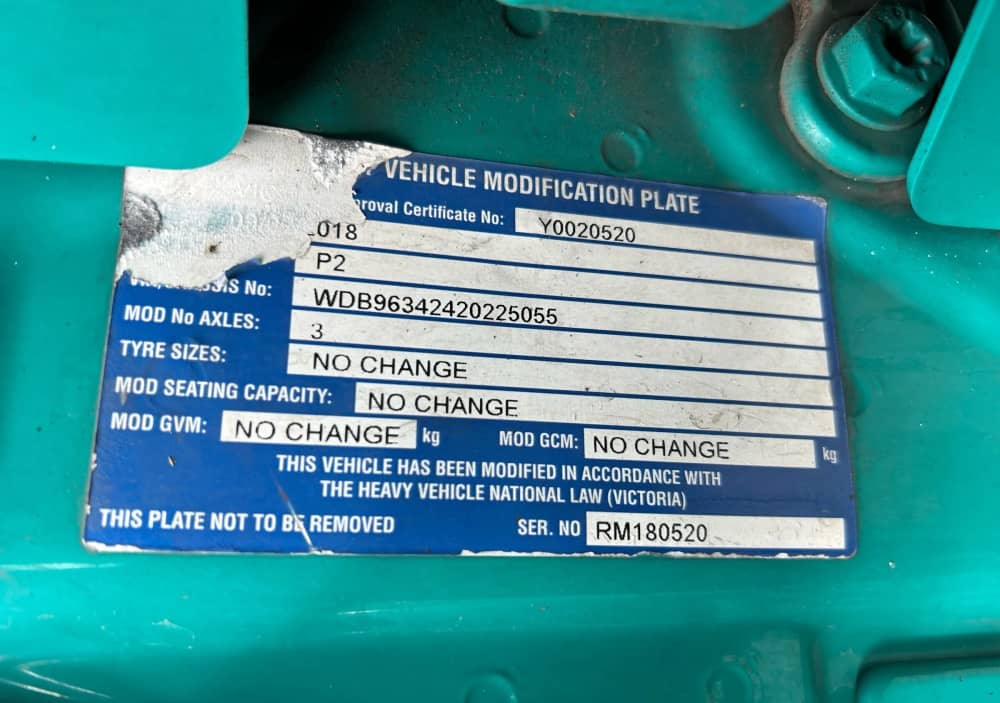 VEHICLE MODIFICATION PLATE
Certificate No: Y0020520
018
P2
No: WDB96342420225055
MOD No AXLES: 3
TYRE SIZES: NO CHANGE
MOD SEATING CAPACITY: NO CHANGE
MOD GVM: NO CHANGE kg MOD GCM: NO CHANGE kg
THIS VEHICLE HAS BEEN MODIFIED IN ACCORDANCE WITH
THE HEAVY VEHICLE NATIONAL LAW (VICTORIA)
THIS PLATE NOT TO BE REMOVED SER. NO RM180520